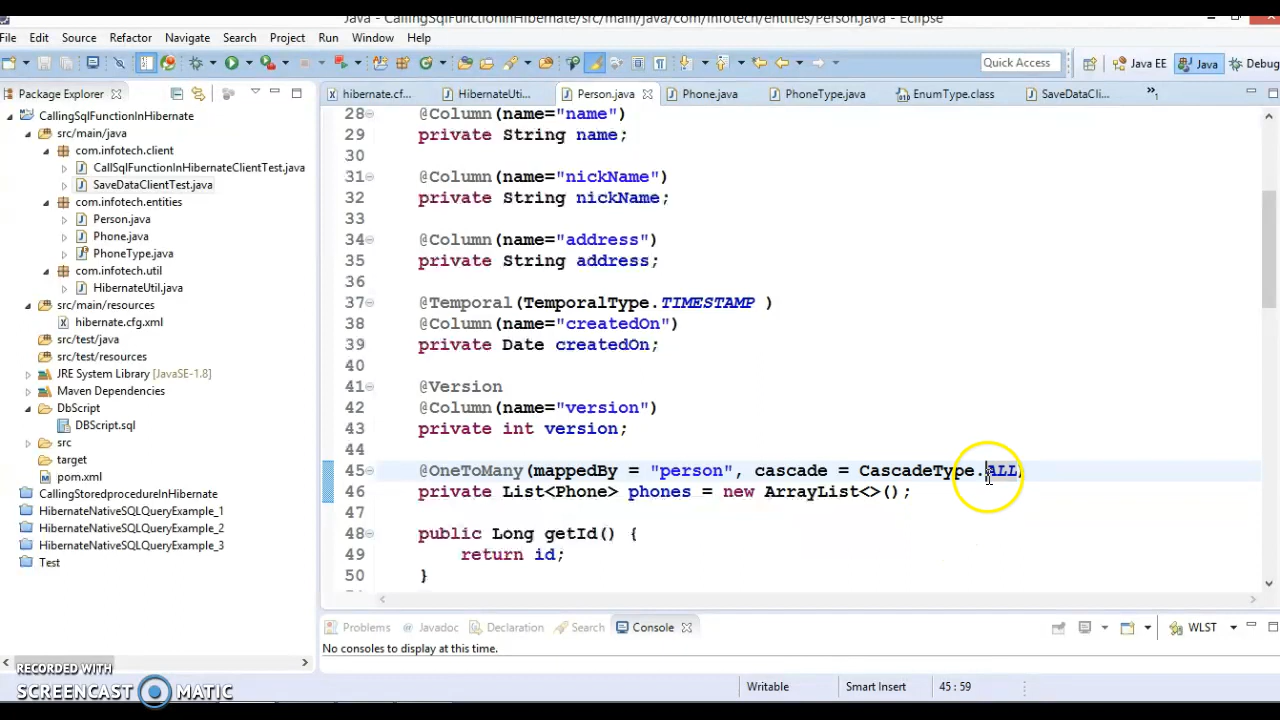 Java - CallingSqlFunctionInHibernate/src/main/java/com/infotech/entities/Person.java - Eclipse
File Edit Source Refactor Navigate Search Project Run Window Help
Quick Access Java EE Java Debug
Package Explorer
hibernate.cf... HibernateUti... Person.java Phone.java PhoneType.java EnumType.class SaveDataCli... »1
CallingSqlFunctionInHibernate
src/main/java
com.infotech.client
CallSqlFunctionInHibernateClientTest.java
SaveDataClientTest.java
com.infotech.entities
Person.java
Phone.java
PhoneType.java
com.infotech.util
HibernateUtil.java
src/main/resources
hibernate.cfg.xml
src/test/java
src/test/resources
JRE System Library [JavaSE-1.8]
Maven Dependencies
DbScript
DBScript.sql
src
target
pom.xml
CallingStoredprocedureInHibernate
HibernateNativeSQLQueryExample_1
HibernateNativeSQLQueryExample_2
HibernateNativeSQLQueryExample_3
Test
28 @Column(name="name")
29 private String name;
30
31 @Column(name="nickName")
32 private String nickName;
33
34 @Column(name="address")
35 private String address;
36
37 @Temporal(TemporalType.TIMESTAMP )
38 @Column(name="createdOn")
39 private Date createdOn;
40
41 @Version
42 @Column(name="version")
43 private int version;
44
45 @OneToMany(mappedBy = "person", cascade = CascadeType.ALL)
46 private List<Phone> phones = new ArrayList<>();
47
48 public Long getId() {
49 return id;
50 }
Problems Javadoc Declaration Search Console WLST
No consoles to display at this time.
Writable Smart Insert 45 : 59
RECORDED WITH
SCREENCAST MATIC